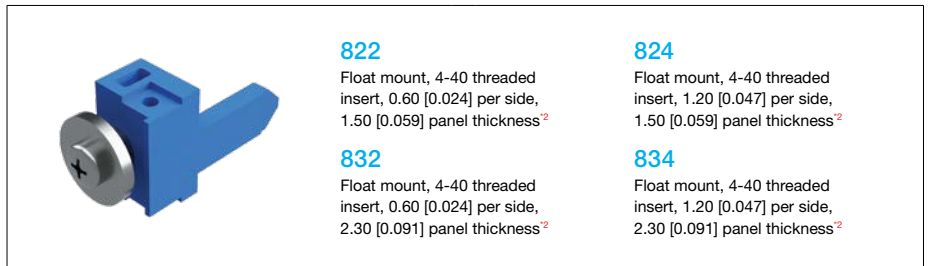 822
Float mount, 4-40 threaded
insert, 0.60 [0.024] per side,
1.50 [0.059] panel thickness*2
824
Float mount, 4-40 threaded
insert, 1.20 [0.047] per side,
1.50 [0.059] panel thickness*2
832
Float mount, 4-40 threaded
insert, 0.60 [0.024] per side,
2.30 [0.091] panel thickness*2
834
Float mount, 4-40 threaded
insert, 1.20 [0.047] per side,
2.30 [0.091] panel thickness*2